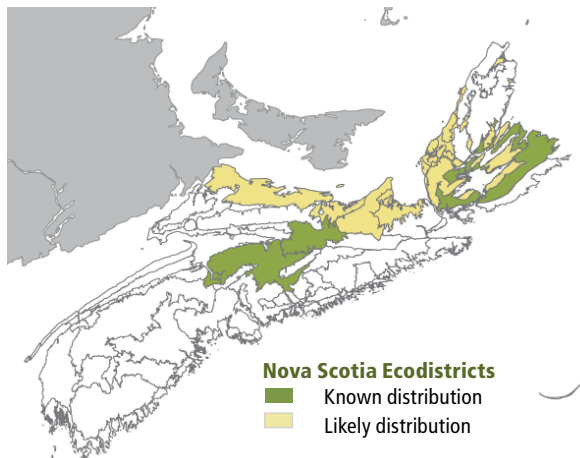 Nova Scotia Ecodistricts
Known distribution
Likely distribution